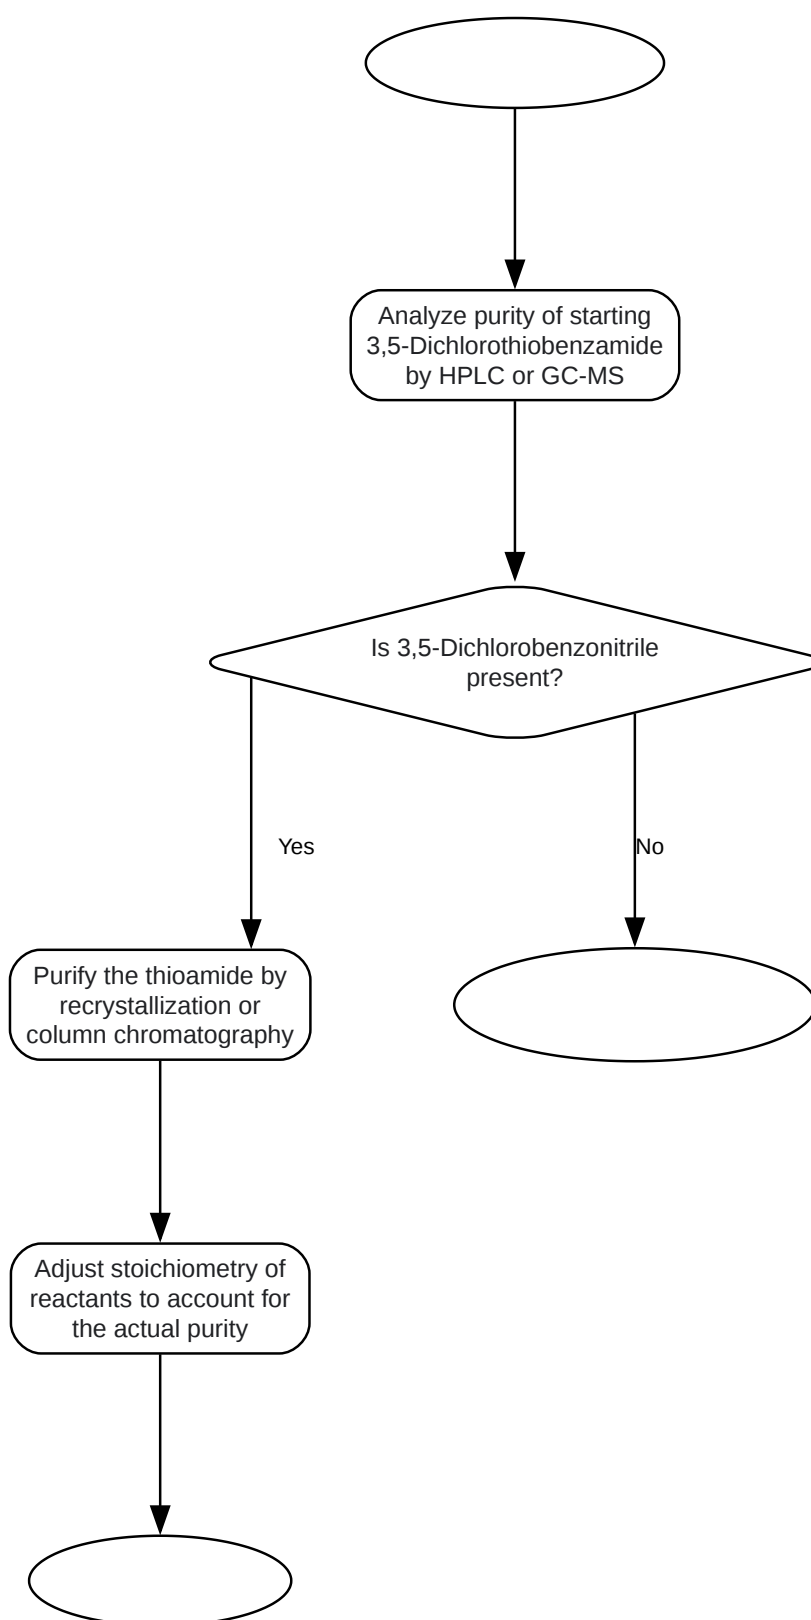 Analyze purity of starting
3,5-Dichlorothiobenzamide
by HPLC or GC-MS
Is 3,5-Dichlorobenzonitrile
present?
Yes
No
Purify the thioamide by
recrystallization or
column chromatography
Adjust stoichiometry of
reactants to account for
the actual purity